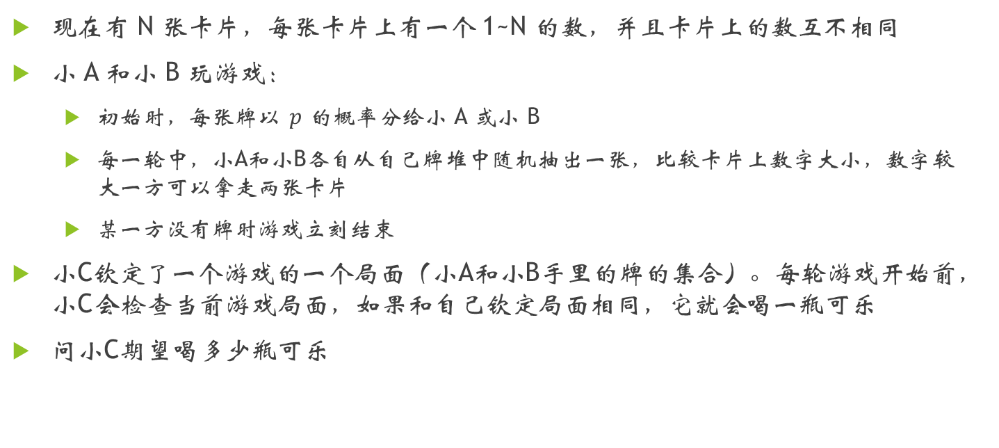 现在有 N 张卡片，每张卡片上有一个 1~N 的数，并且卡片上的数互不相同
小 A 和小 B 玩游戏：
初始时，每张牌以 p 的概率分给小 A 或小 B
每一轮中，小A和小B各自从自己牌堆中随机抽出一张，比较卡片上数字大小，数字较
大一方可以拿走两张卡片
某一方没有牌时游戏立刻结束
小C钦定了一个游戏的一个局面（小A和小B手里的牌的集合）。每轮游戏开始前，
小C会检查当前游戏局面，如果和自己钦定局面相同，它就会喝一瓶可乐
问小C期望喝多少瓶可乐